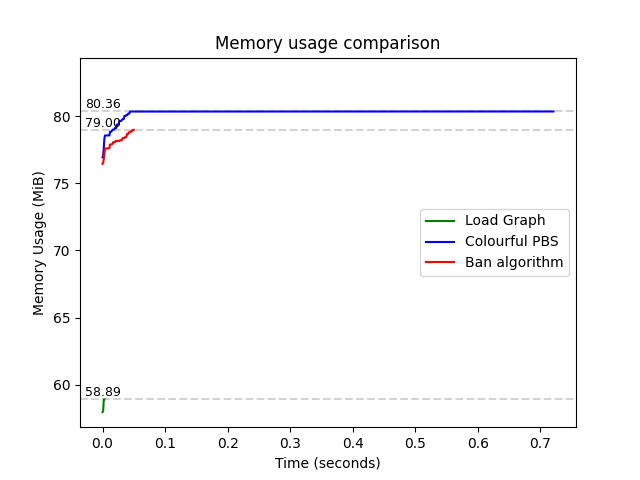 Memory usage comparison
80.36
79.00
58.89
80
75
70
65
60
Memory Usage (MiB)
Load Graph
Colourful PBS
Ban algorithm
0.0 0.1 0.2 0.3 0.4 0.5 0.6 0.7
Time (seconds)